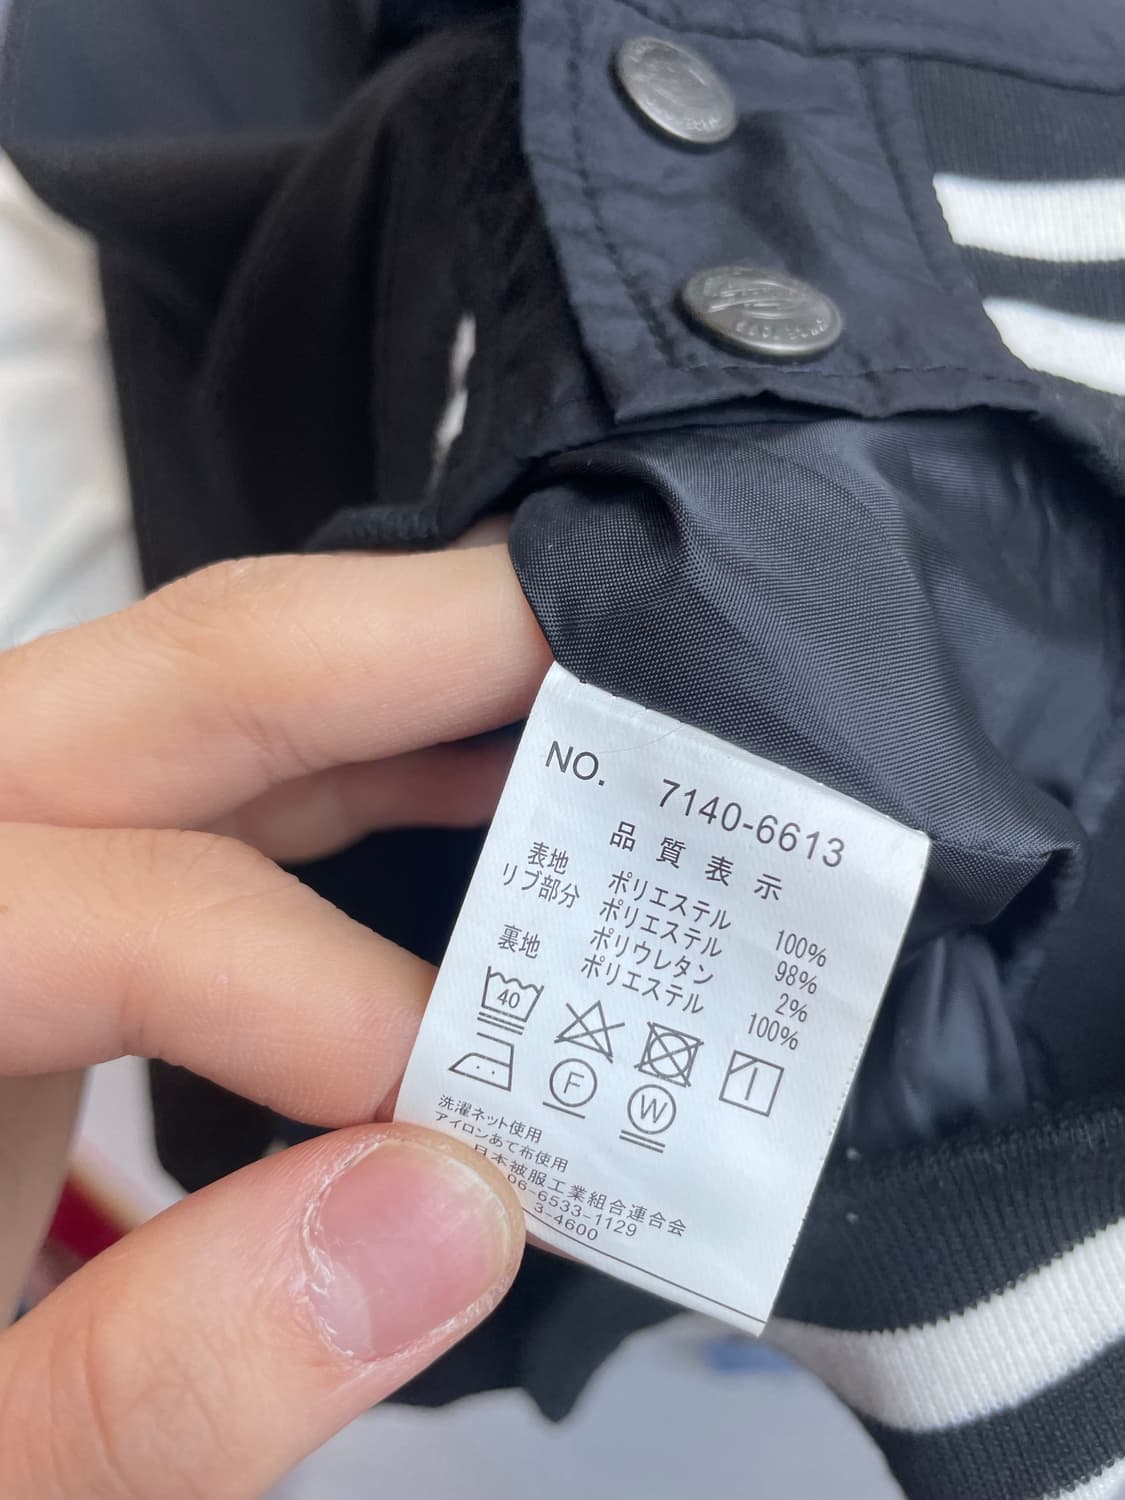 NO. 7140-6613
品質表示
表地 ポリエステル 100%
リブ部分 ポリエステル 98%
ポリウレタン 2%
裏地 ポリエステル 100%
40
F W
洗濯ネット使用
アイロンあて布使用
日本被服工業組合連合会
06-6533-1129
3-4600